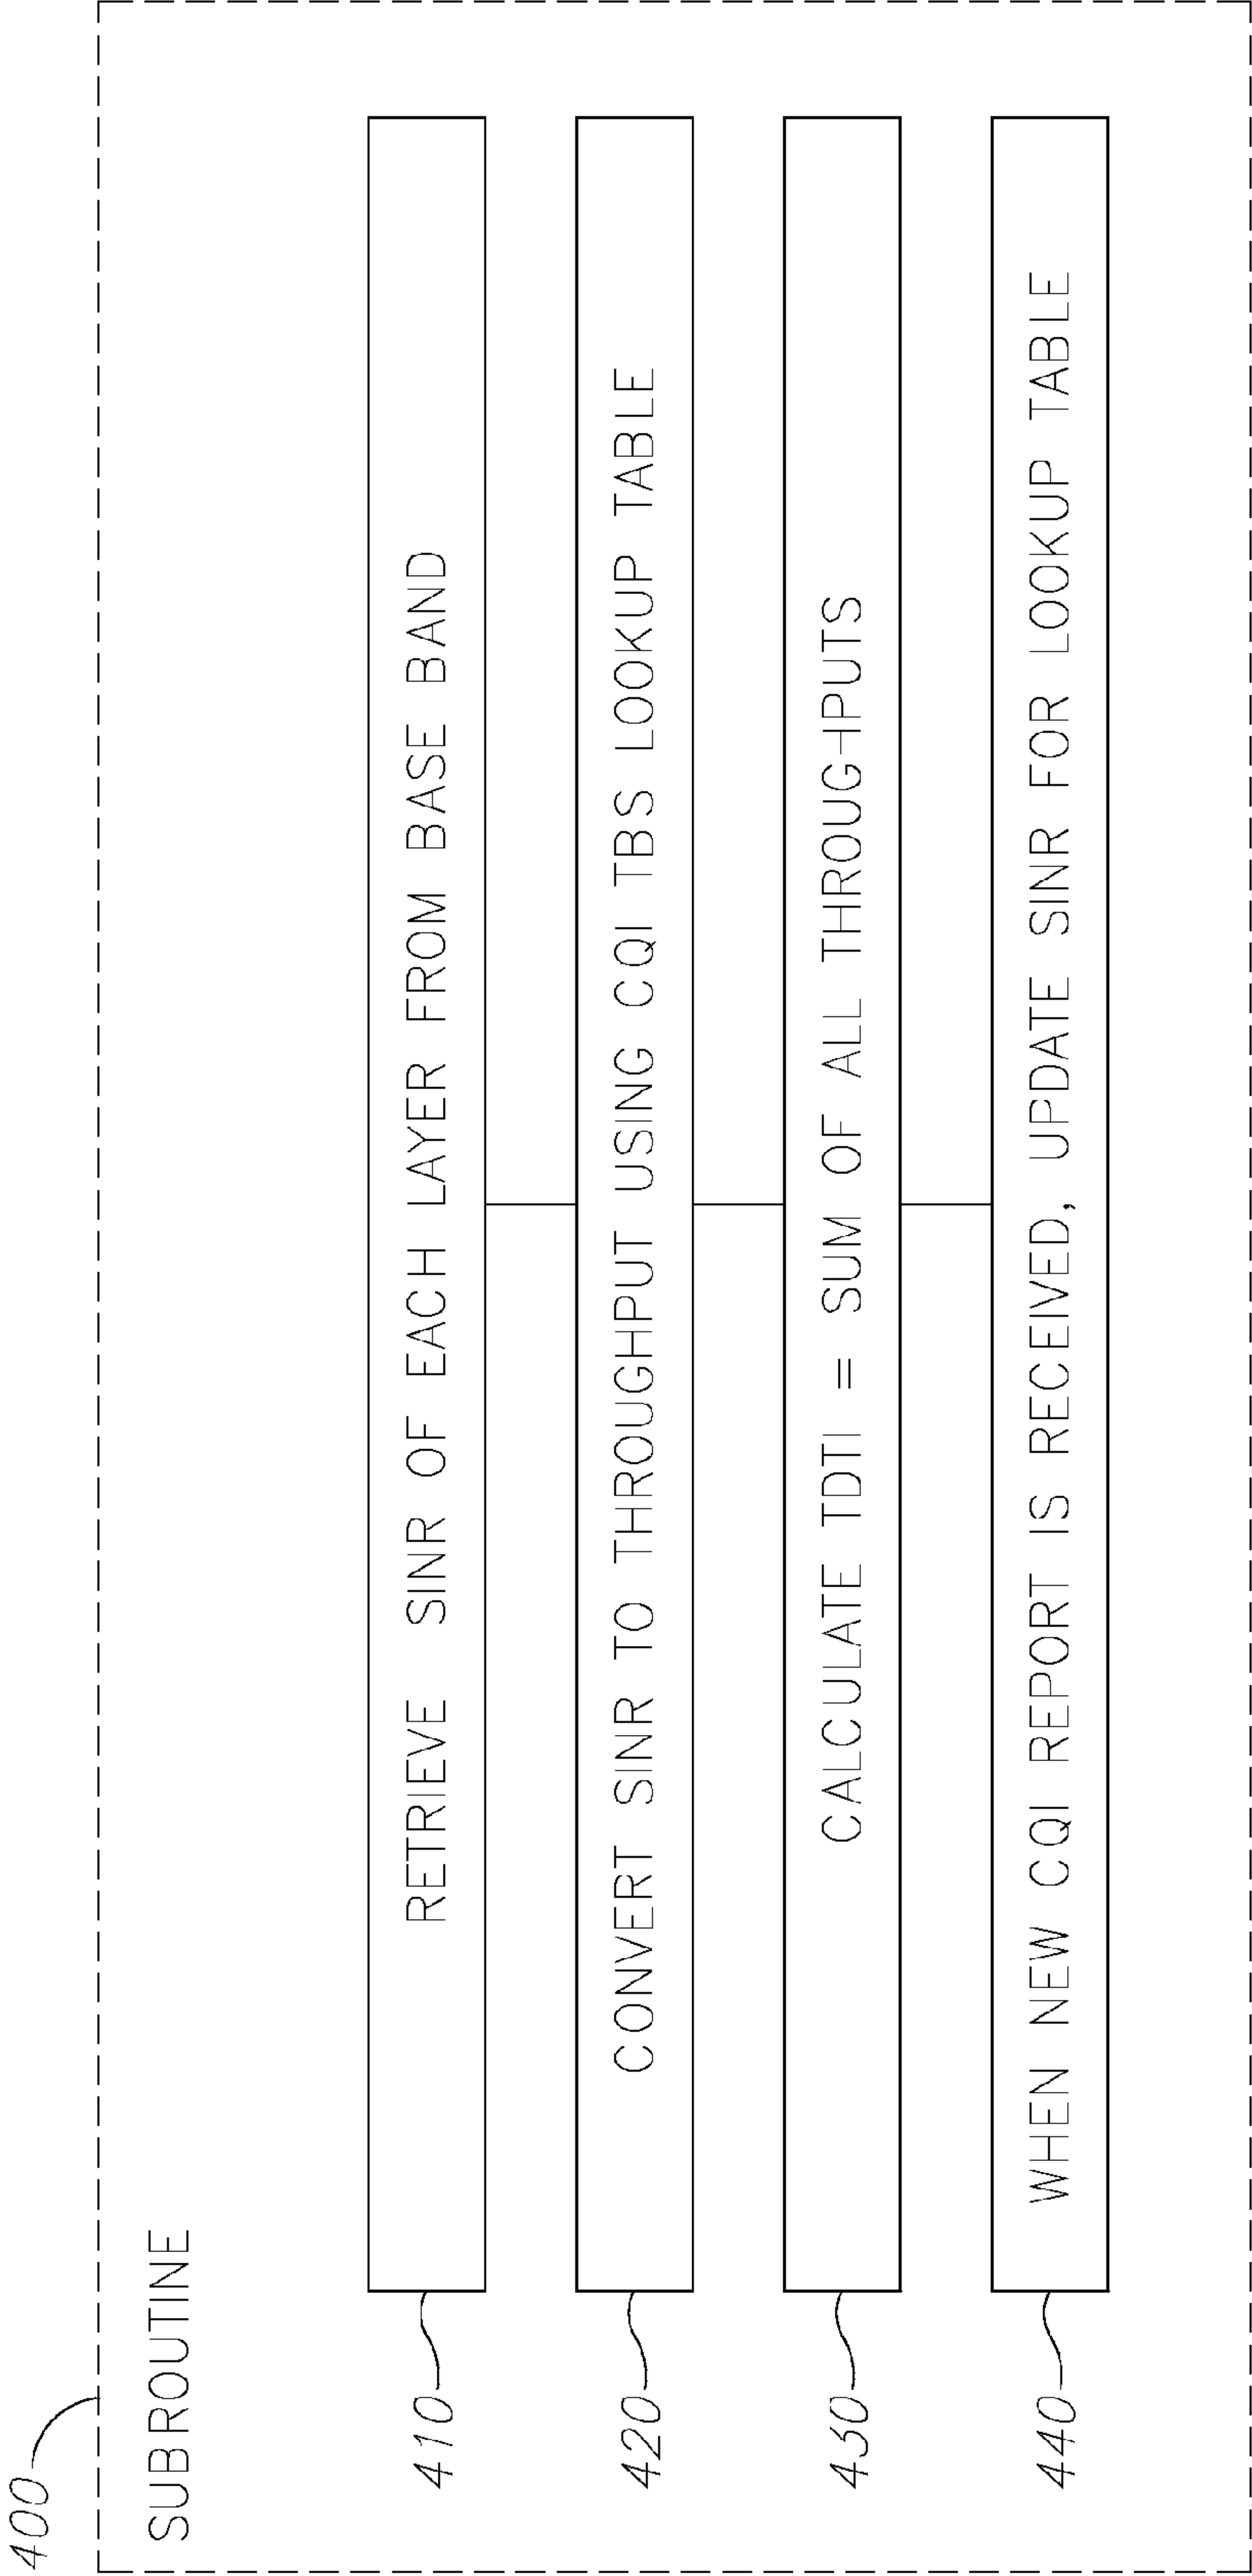 400
SUBROUTINE
410
RETRIEVE SINR OF EACH LAYER FROM BASE BAND
420
CONVERT SINR TO THROUGHPUT USING CQI TBS LOOKUP TABLE
430
CALCULATE TDTI = SUM OF ALL THROUGHPUTS
440
WHEN NEW CQI REPORT IS RECEIVED, UPDATE SINR FOR LOOKUP TABLE